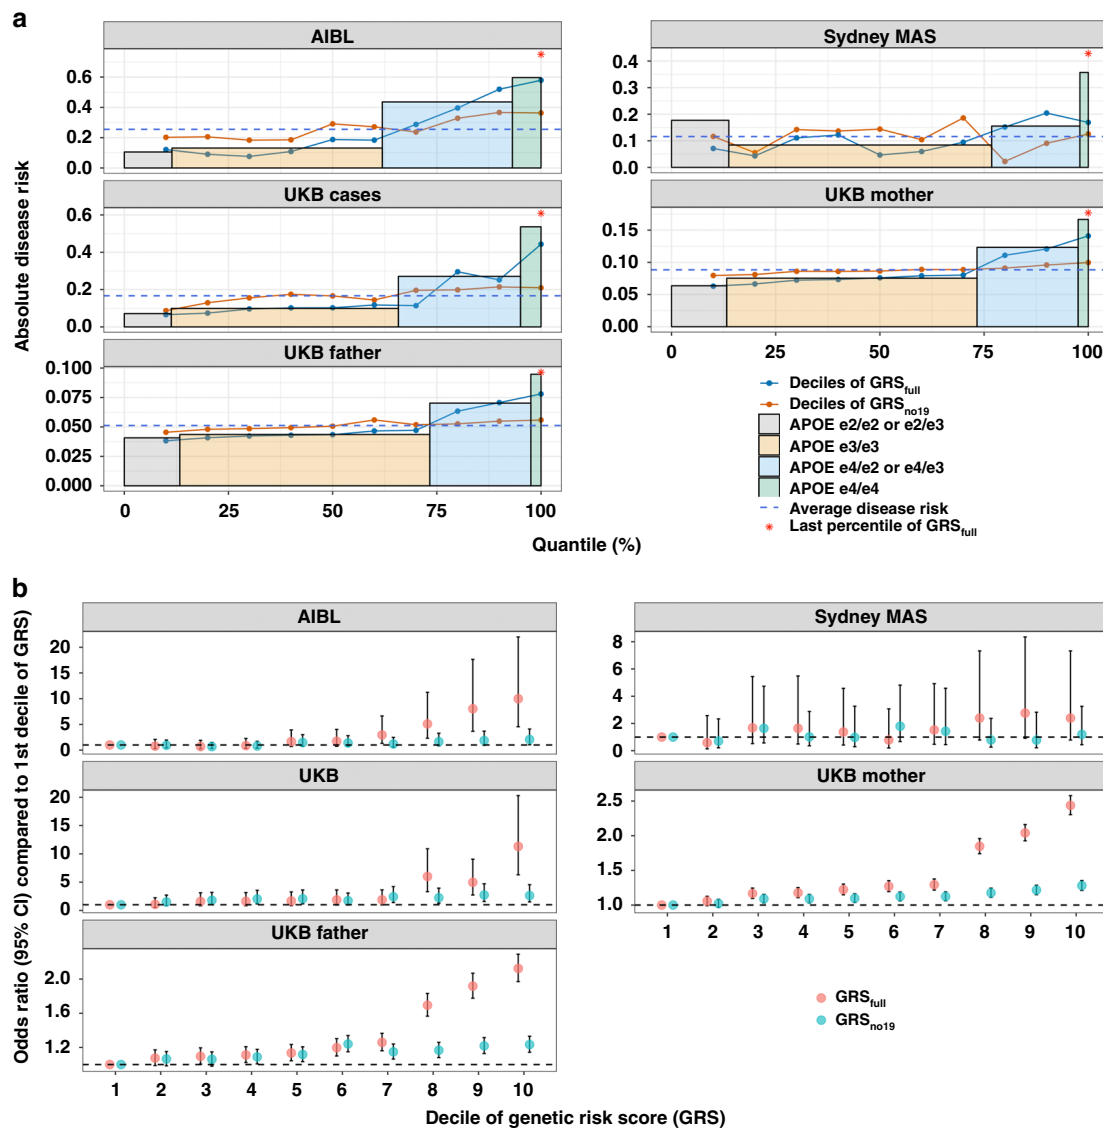 a
AIBL
0.6
0.4
0.2
0.0
Sydney MAS
0.4
0.3
0.2
0.1
0.0
UKB cases
0.6
0.4
0.2
0.0
UKB mother
0.15
0.10
0.05
0.00
0 25 50 75 100
UKB father
0.100
0.075
0.050
0.025
0.000
0 25 50 75 100
Absolute disease risk
Quantile (%)
Deciles of GRSfull
Deciles of GRSno19
APOE e2/e2 or e2/e3
APOE e3/e3
APOE e4/e2 or e4/e3
APOE e4/e4
Average disease risk
Last percentile of GRSfull
b
AIBL
20
15
10
5
0
Sydney MAS
8
6
4
2
0
UKB
20
15
10
5
0
UKB mother
2.5
2.0
1.5
1.0
1 2 3 4 5 6 7 8 9 10
UKB father
2.0
1.6
1.2
1 2 3 4 5 6 7 8 9 10
Odds ratio (95% CI) compared to 1st decile of GRS
Decile of genetic risk score (GRS)
GRSfull
GRSno19